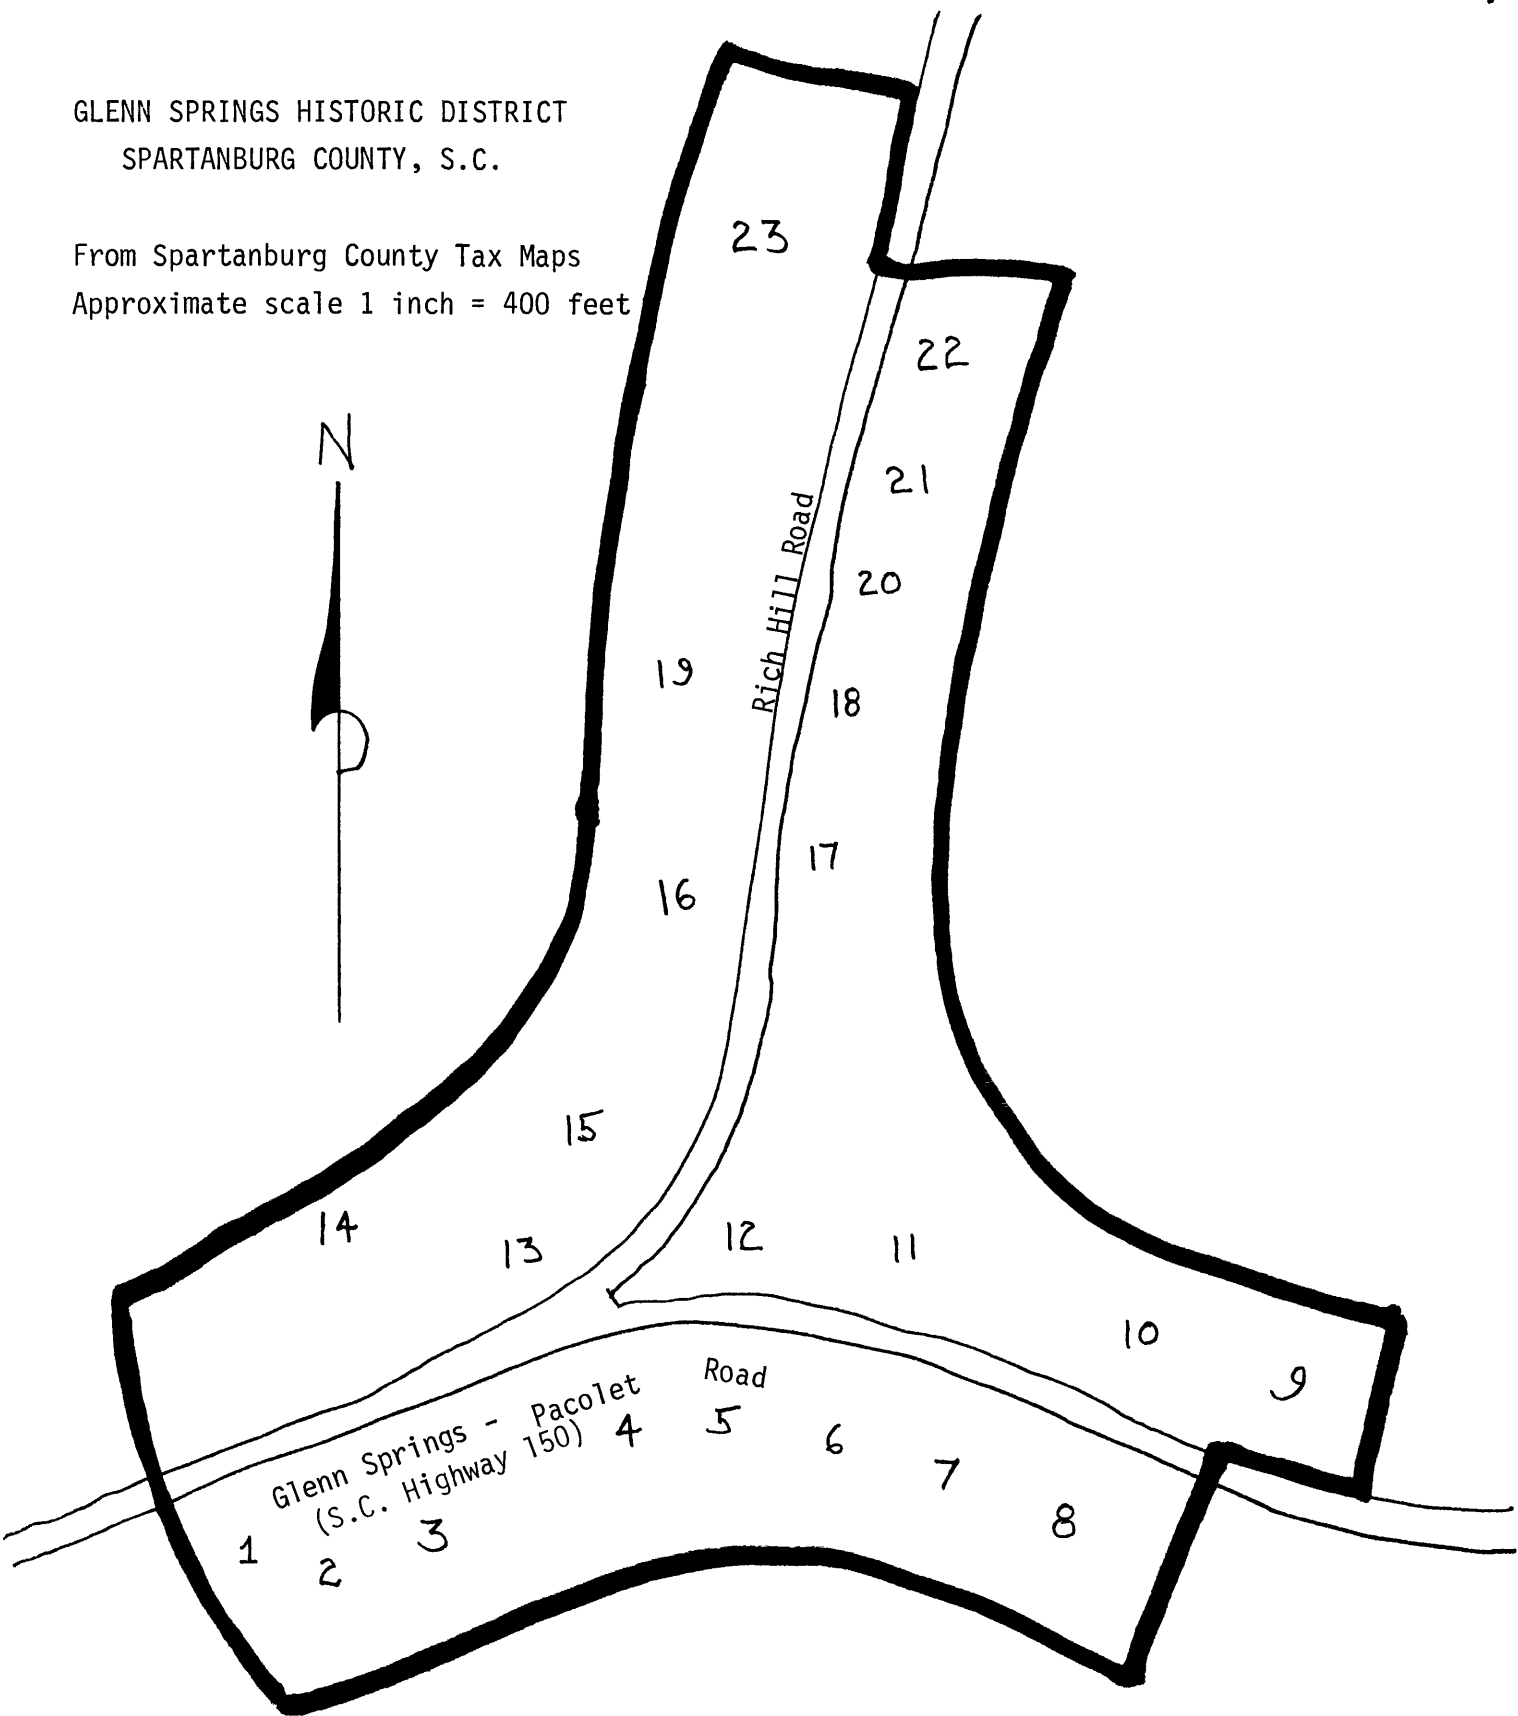 GLENN SPRINGS HISTORIC DISTRICT
SPARTANBURG COUNTY, S.C.
From Spartanburg County Tax Maps
Approximate scale 1 inch = 400 feet
N
23
22
21
20
Rich Hill Road
19
18
17
16
15
14
13
12
11
10
9
Glenn Springs - Pacolet Road
(S.C. Highway 150)
4
5
6
7
8
3
1
2